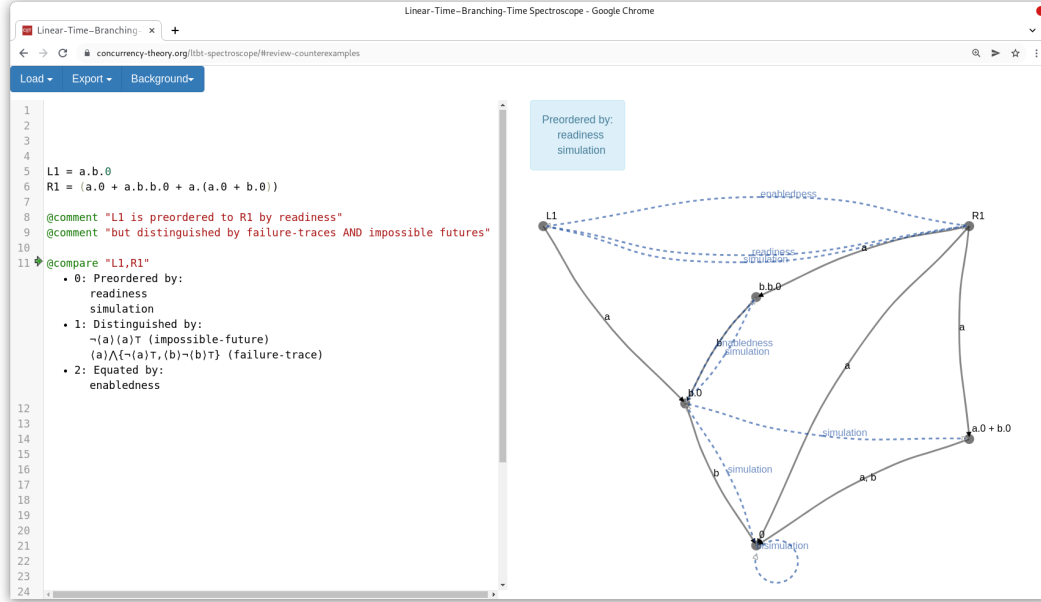 Linear-Time–Branching-Time Spectroscope - Google Chrome
Linear-Time–Branching-
concurrency-theory.org/ltbt-spectroscope/#review-counterexamples
Load Export Background
1
2
3
4
5 L1 = a.b.0
6 R1 = (a.0 + a.b.b.0 + a.(a.0 + b.0))
7
8 @comment "L1 is preordered to R1 by readiness"
9 @comment "but distinguished by failure-traces AND impossible futures"
10
11 @compare "L1,R1"
• 0: Preordered by:
readiness
simulation
• 1: Distinguished by:
¬⟨a⟩⟨a⟩⊤ (impossible-future)
⟨a⟩⋀{¬⟨a⟩⊤,⟨b⟩¬⟨b⟩⊤} (failure-trace)
• 2: Equated by:
enabledness
12
13
14
15
16
17
18
19
20
21
22
23
24
Preordered by:
readiness
simulation
enabledness
L1
R1
readiness
a
simulation
b.b.0
a
a
b
enabledness
simulation
a
b.0
a.0 + b.0
simulation
simulation
b
a, b
0
simulation